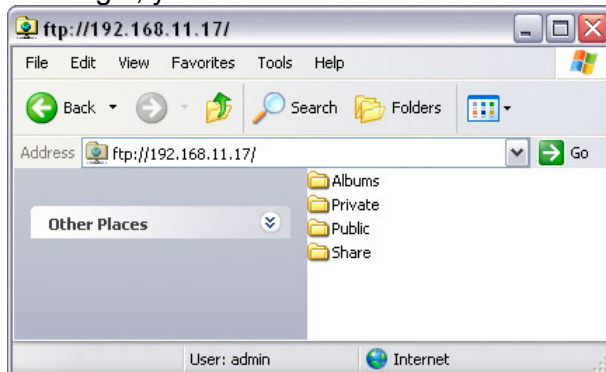 ftp://192.168.11.17/
File Edit View Favorites Tools Help
Back Search Folders
Address ftp://192.168.11.17/ Go
Other Places
Albums
Private
Public
Share
User: admin Internet